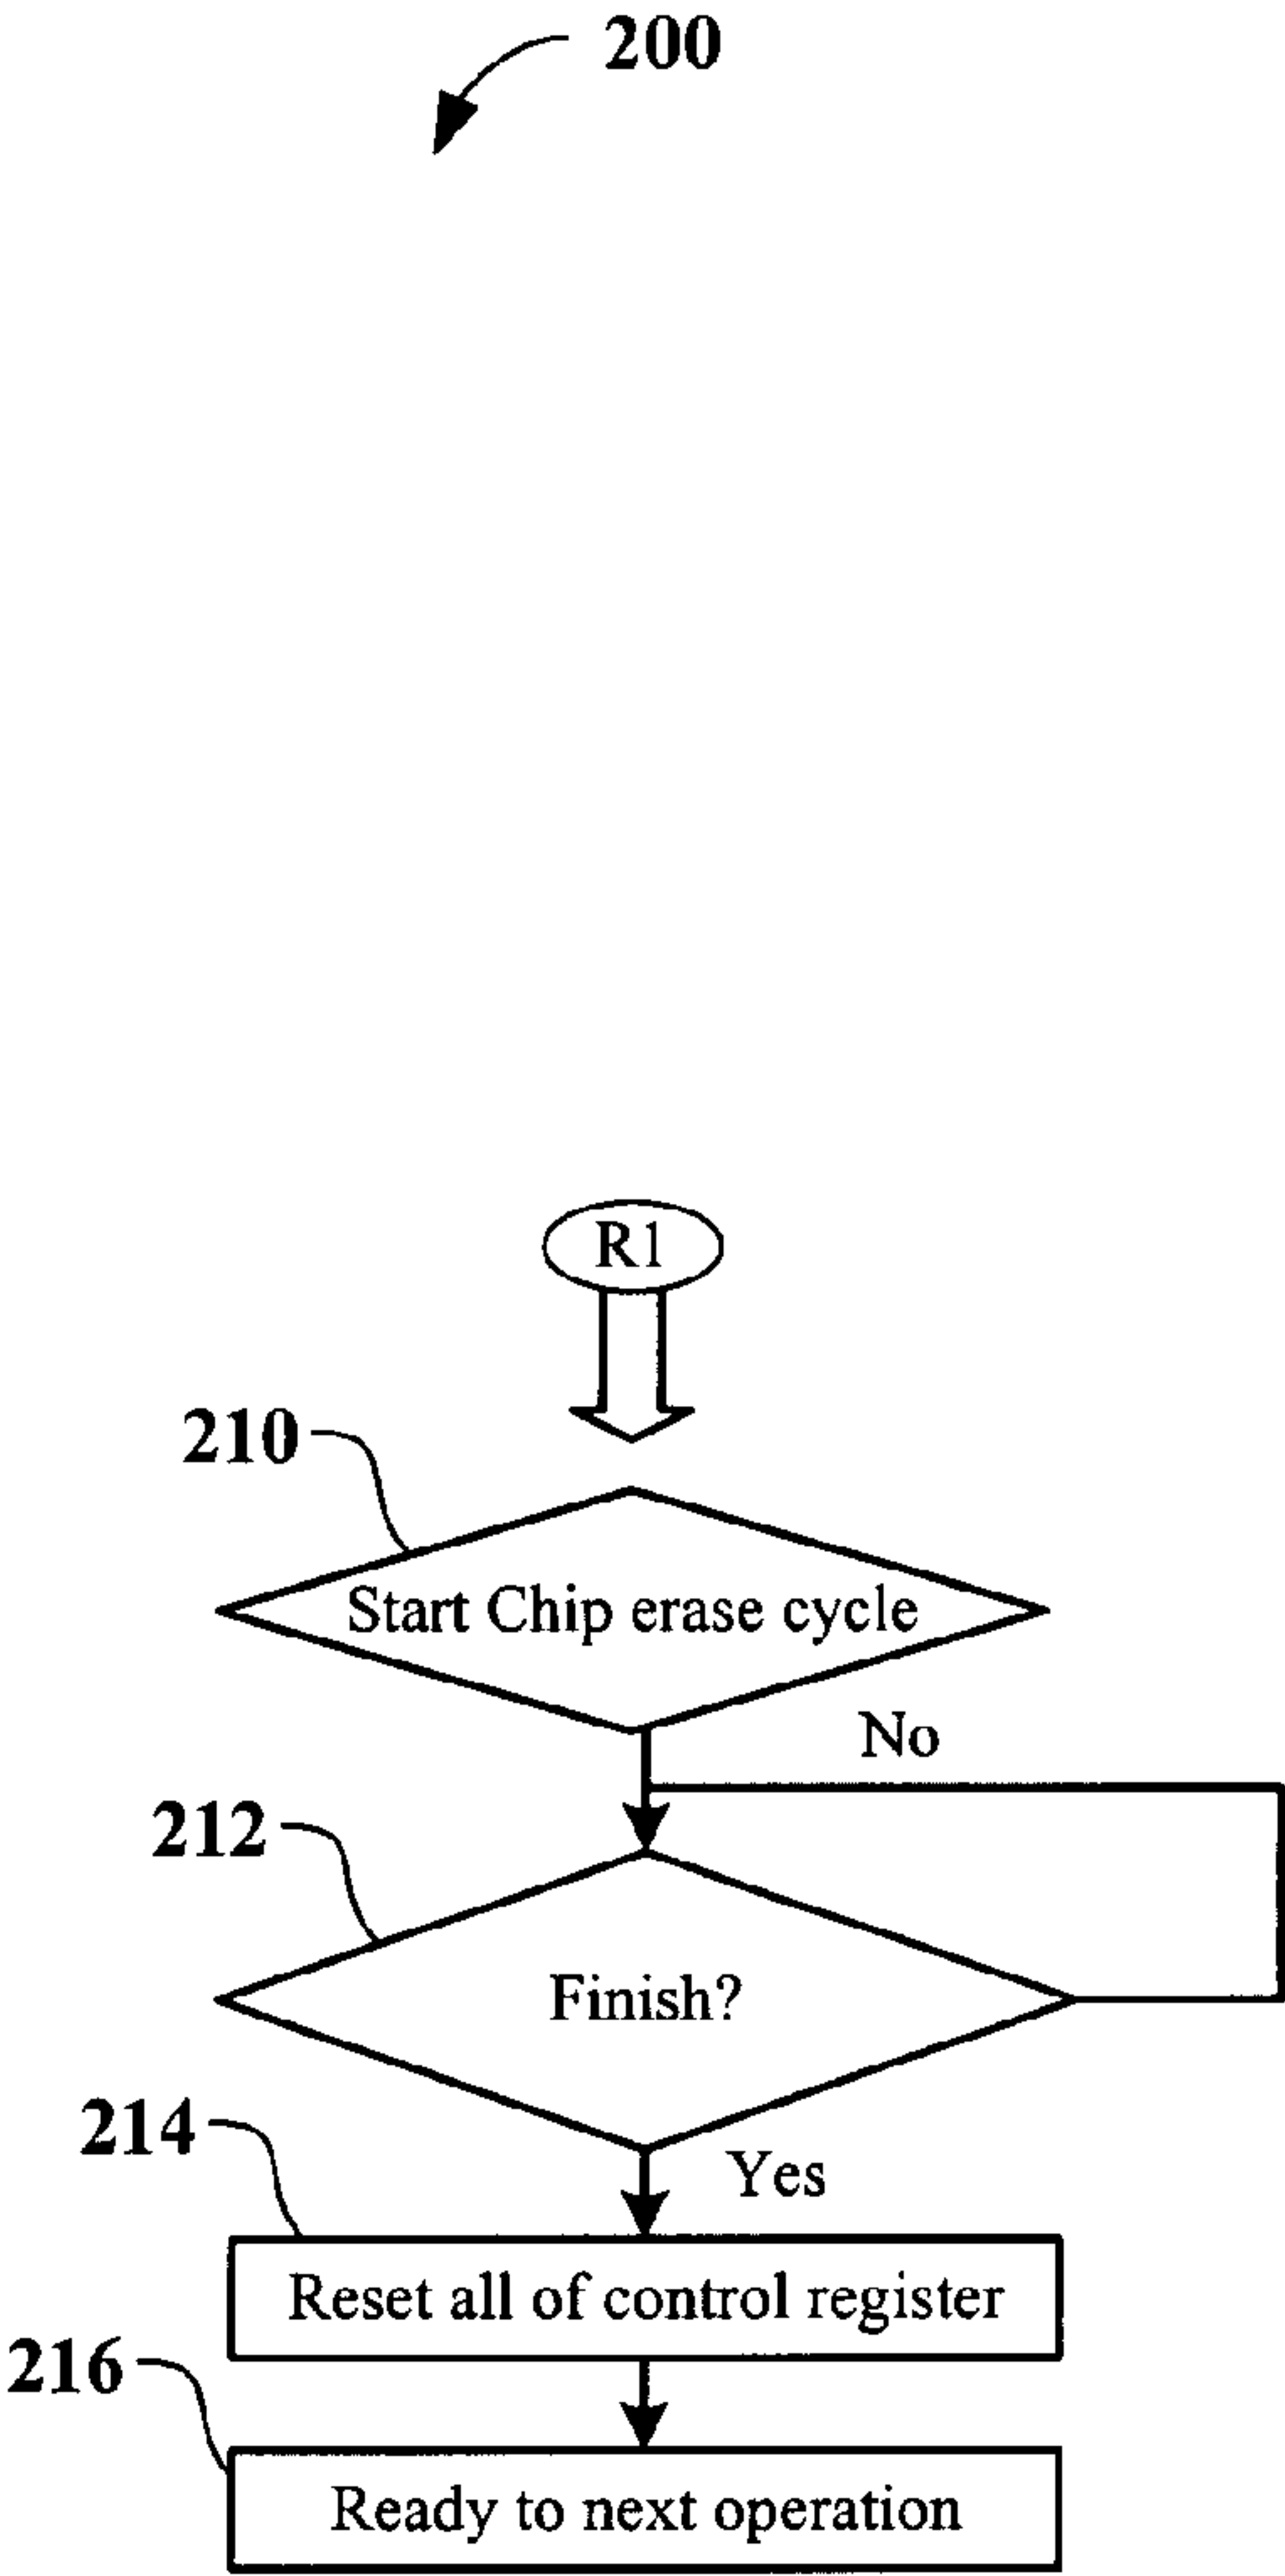 200
R1
210
Start Chip erase cycle
No
212
Finish?
214
Yes
Reset all of control register
216
Ready to next operation